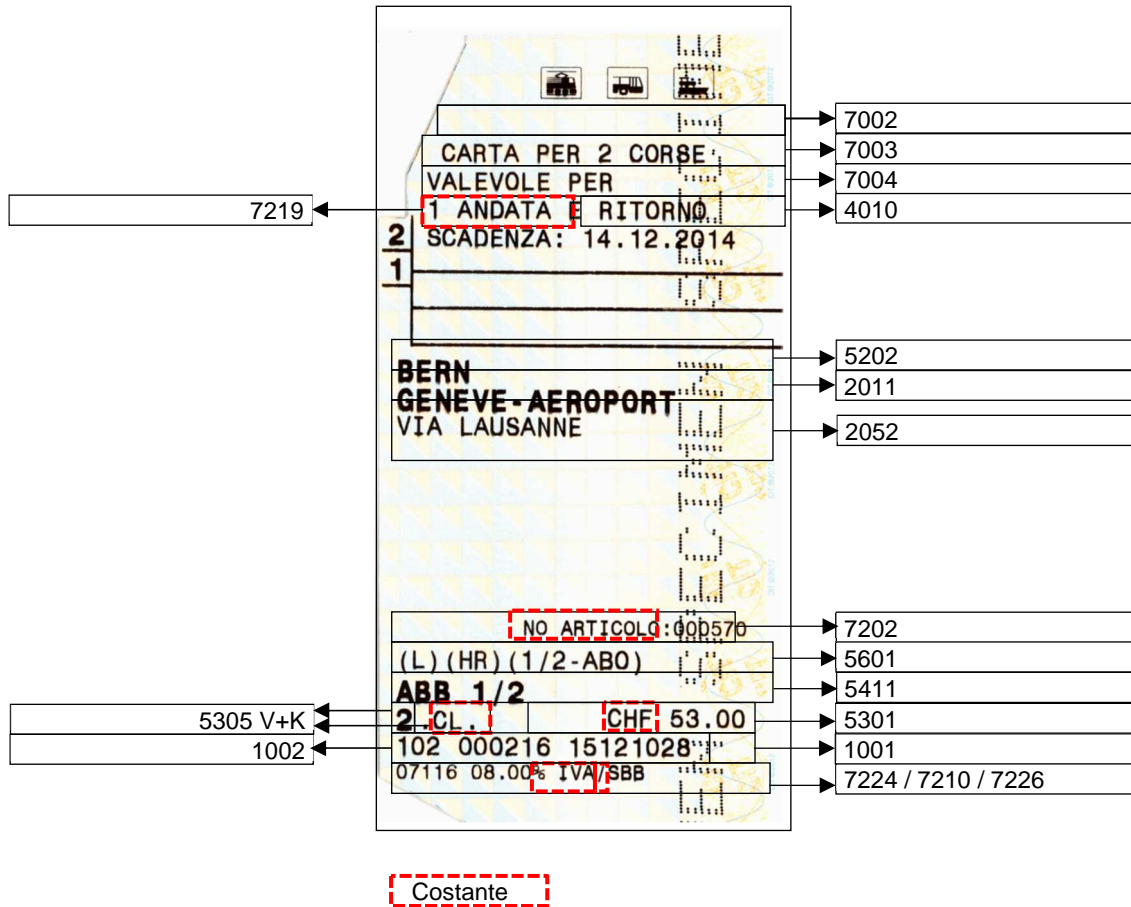 7002
CARTA PER 2 CORSE 7003
VALEVOLE PER 7004
7219 1 ANDATA E RITORNO 4010
2 SCADENZA: 14.12.2014
1
5202
BERN
2011
GENEVE-AEROPORT
VIA LAUSANNE 2052
SPECIMEN
NO ARTICOLO:000570 7202
(L)(HR)(1/2-ABO) 5601
ABB 1/2 5411
5305 V+K 2.CL. CHF 53.00 5301
1002 102 000216 15121028 1001
07116 08.00% IVA/SBB 7224 / 7210 / 7226
Costante